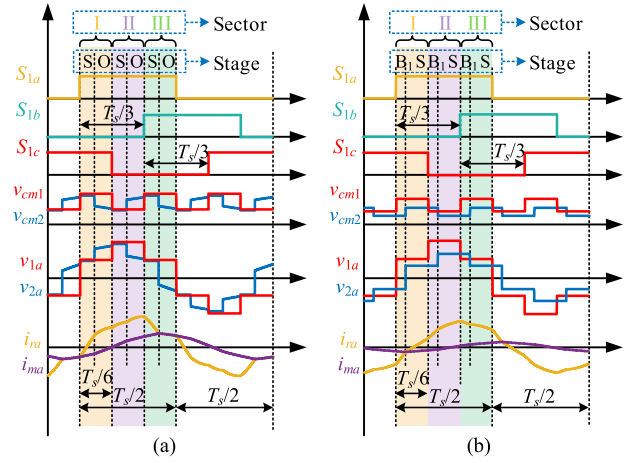 I II III Sector
S O S O S O Stage
S1a
Ts/3
S1b
S1c
Ts/3
vcm1
vcm2
v1a
v2a
ira
ima
Ts/6
Ts/2 Ts/2
(a)
I II III Sector
B1 S B1 S B1 S Stage
S1a
Ts/3
S1b
S1c
Ts/3
vcm1
vcm2
v1a
v2a
ira
ima
Ts/6
Ts/2 Ts/2
(b)